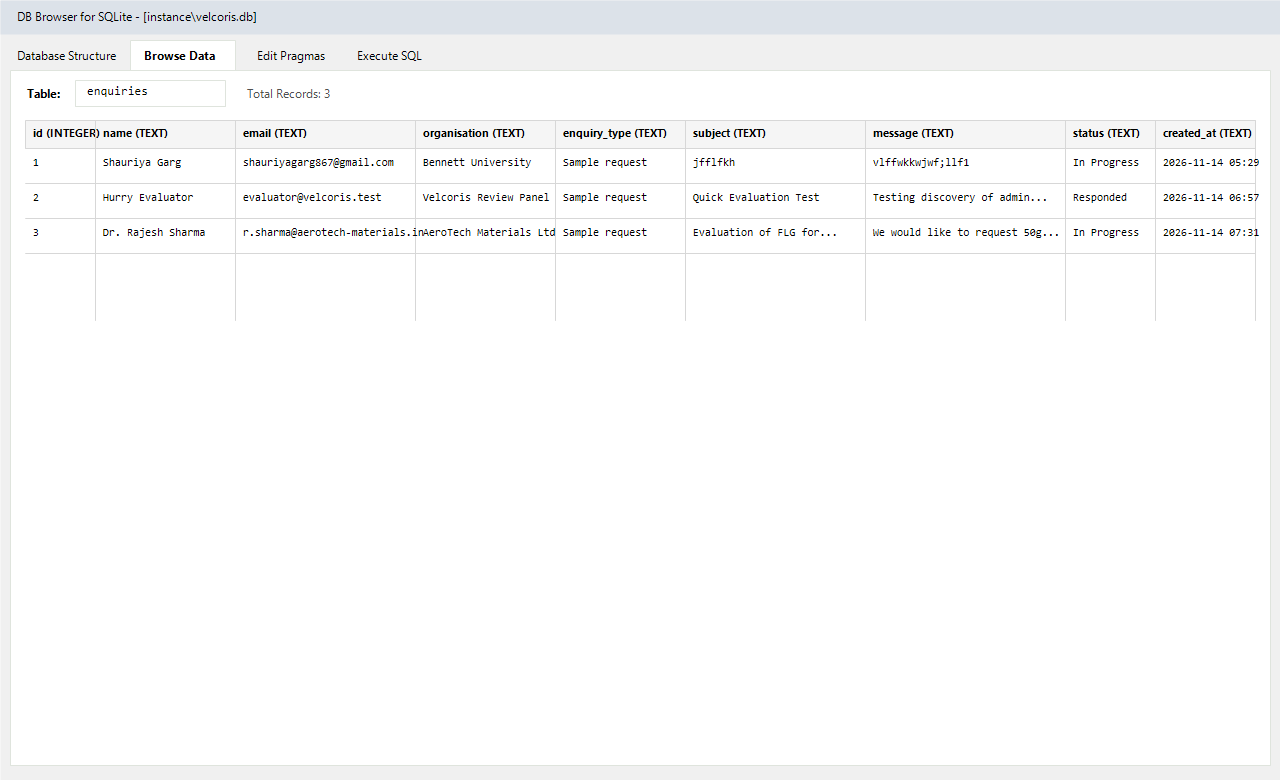 DB Browser for SQLite - [instance\velcoris.db]
Database Structure Browse Data Edit Pragmas Execute SQL
Table: enquiries Total Records: 3
id (INTEGER) name (TEXT) email (TEXT) organisation (TEXT) enquiry_type (TEXT) subject (TEXT) message (TEXT) status (TEXT) created_at (TEXT)
1 Shauriya Garg shauriyagarg867@gmail.com Bennett University Sample request jfflfkh vlffwkkwjwf;llf1 In Progress 2026-11-14 05:29
2 Hurry Evaluator evaluator@velcoris.test Velcoris Review Panel Sample request Quick Evaluation Test Testing discovery of admin... Responded 2026-11-14 06:57
3 Dr. Rajesh Sharma r.sharma@aerotech-materials.in AeroTech Materials Ltd Sample request Evaluation of FLG for... We would like to request 50g... In Progress 2026-11-14 07:31